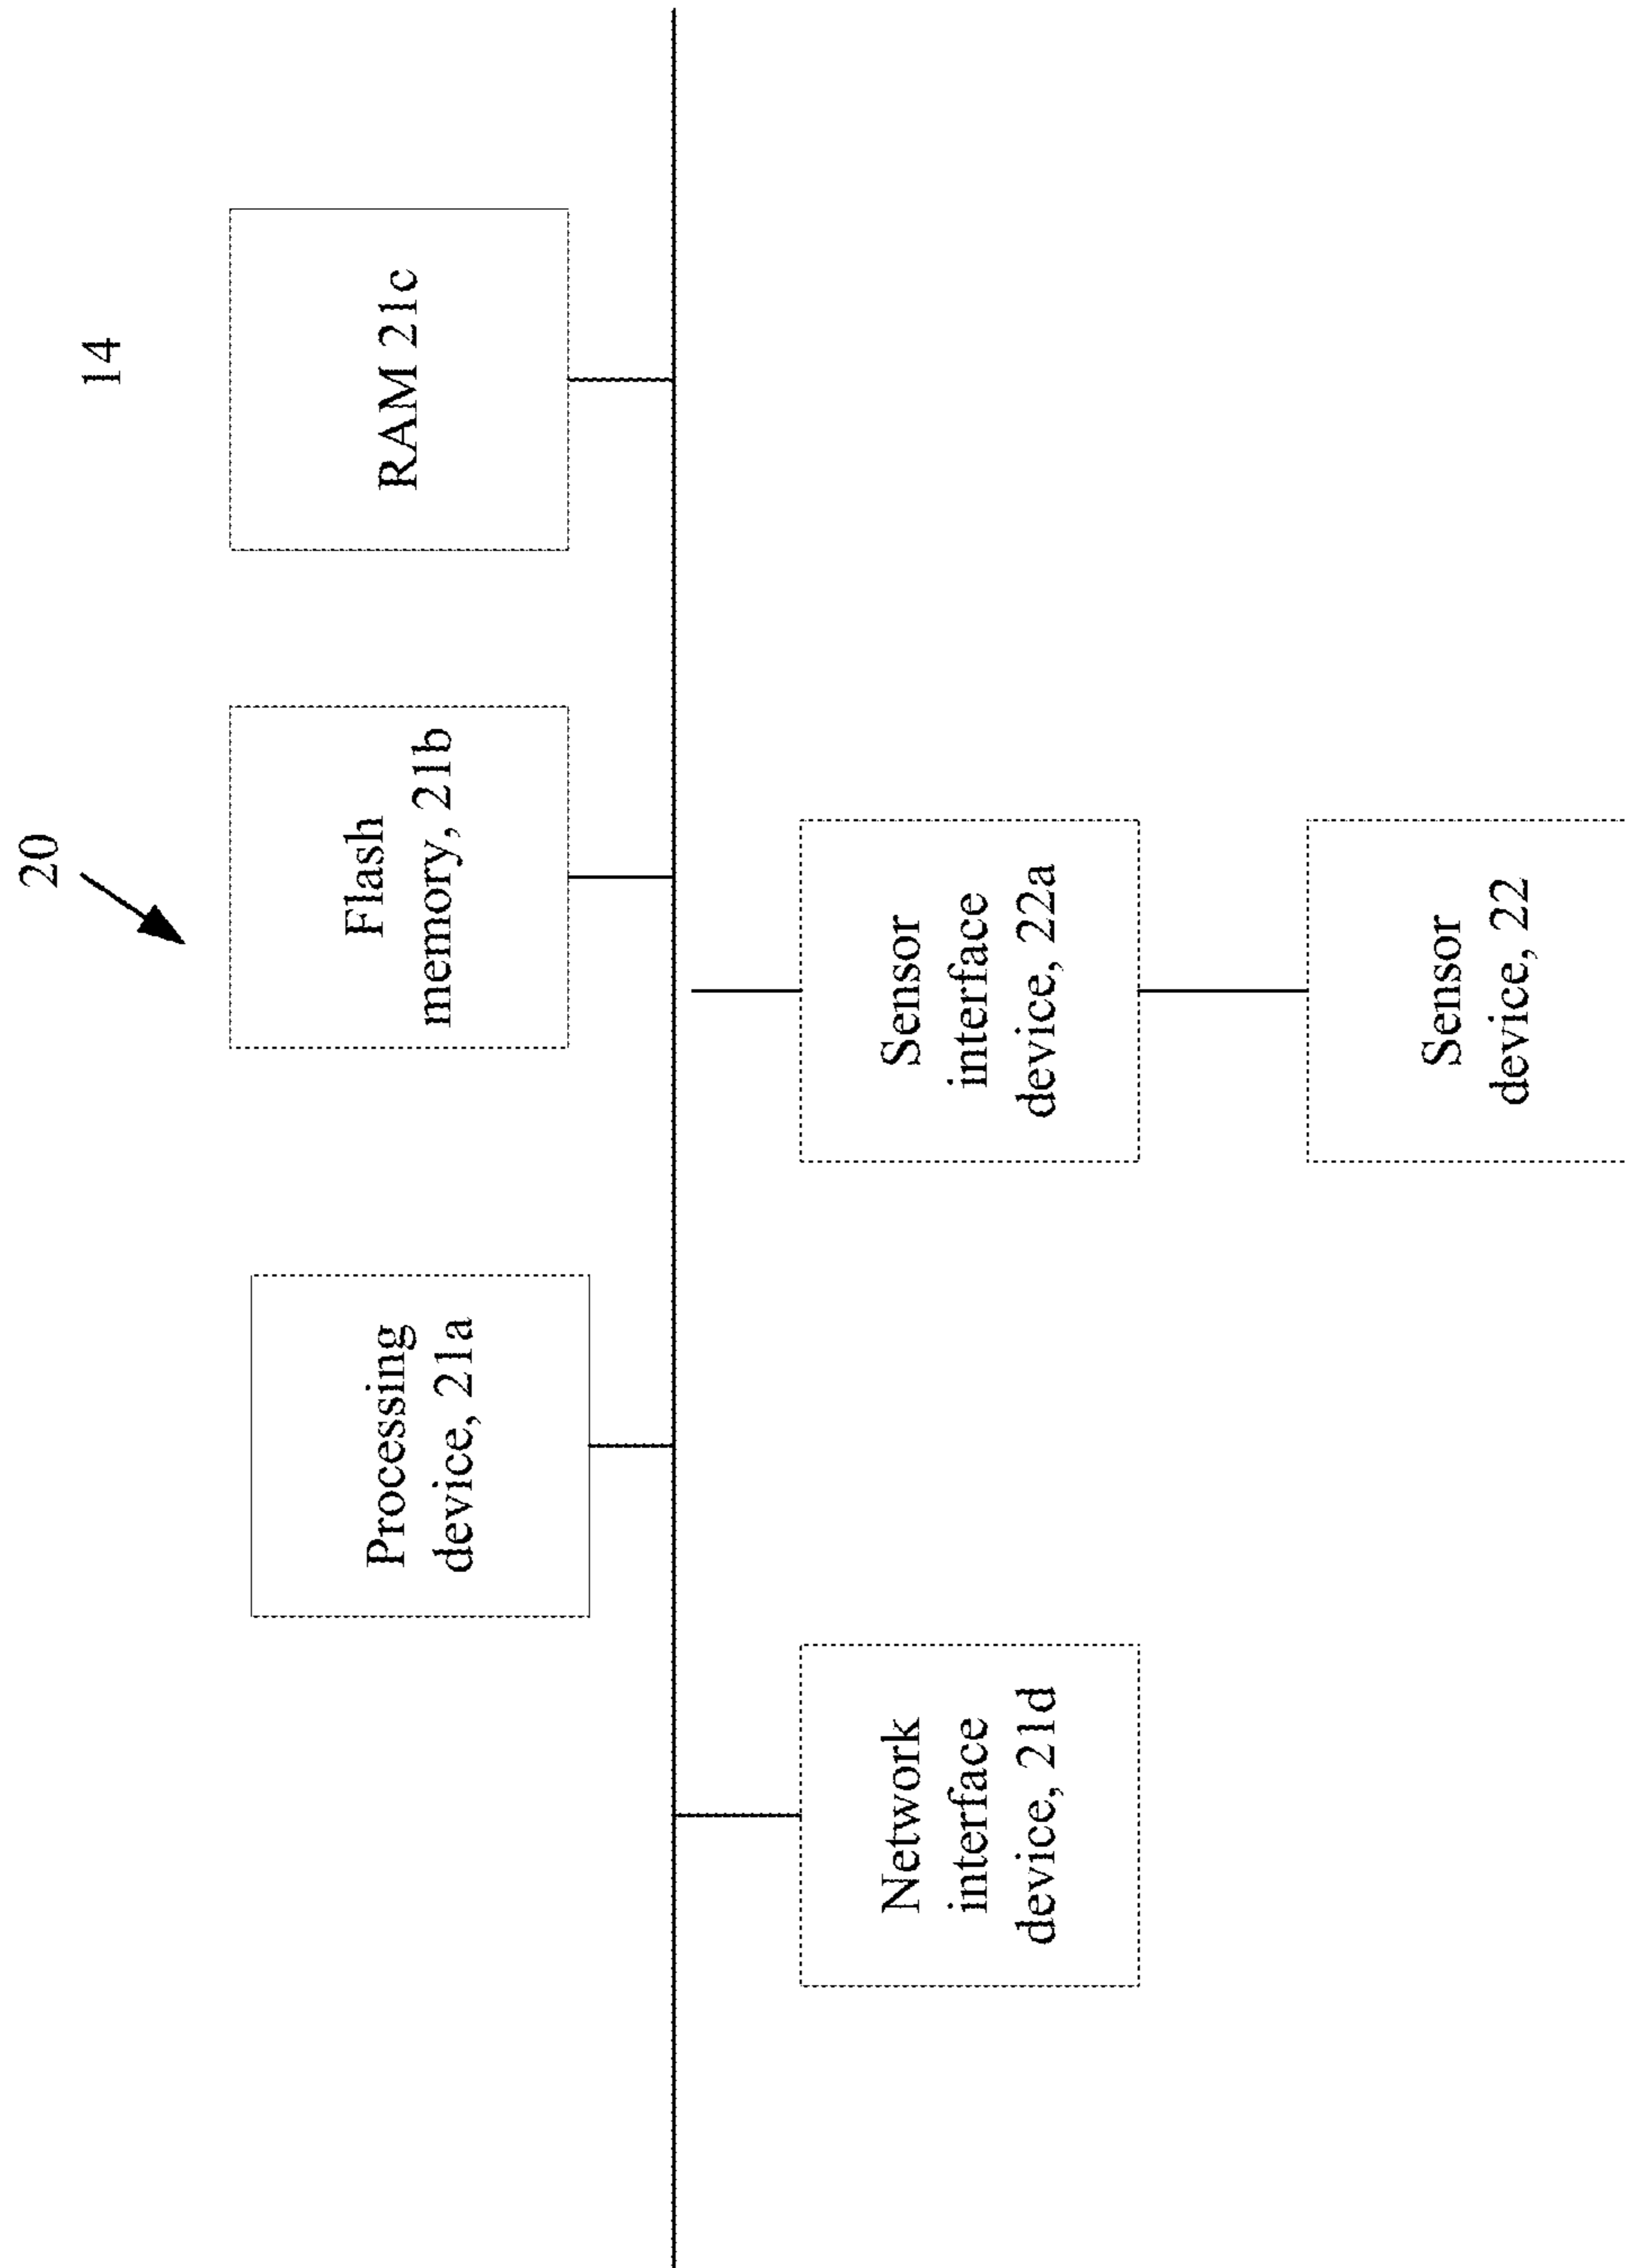 20
14
Processing
device, 21a
Flash
memory, 21b
RAM 21c
Network
interface
device, 21d
Sensor
interface
device, 22a
Sensor
device, 22